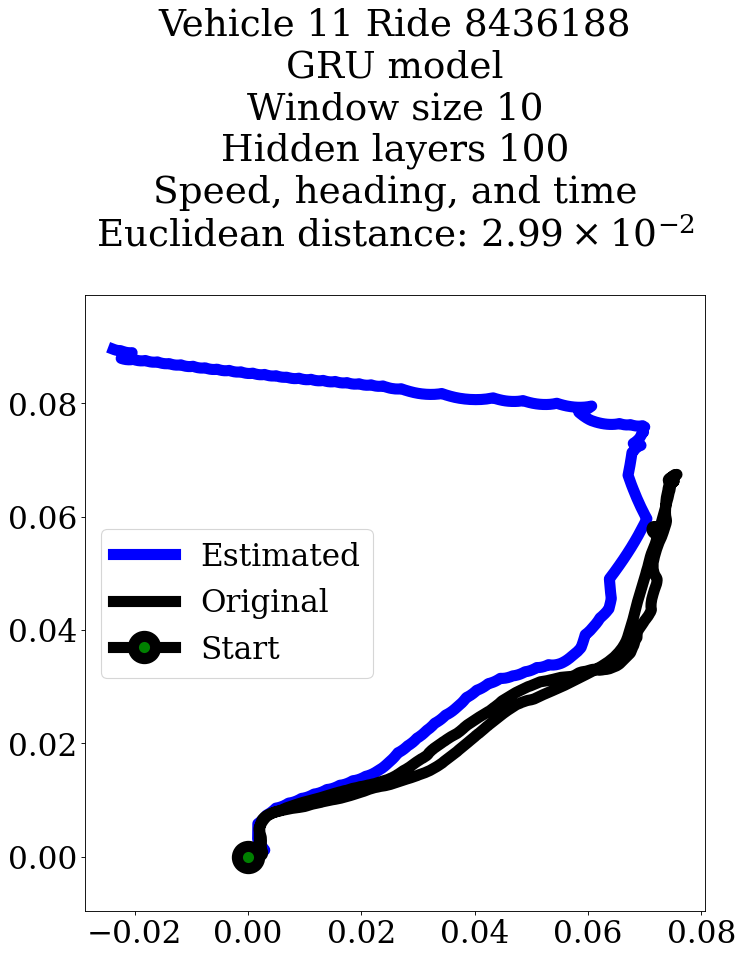 Vehicle 11 Ride 8436188
GRU model
Window size 10
Hidden layers 100
Speed, heading, and time
Euclidean distance: 2.99 × 10⁻²
0.08
0.06
0.04
0.02
0.00
Estimated
Original
Start
−0.02 0.00 0.02 0.04 0.06 0.08